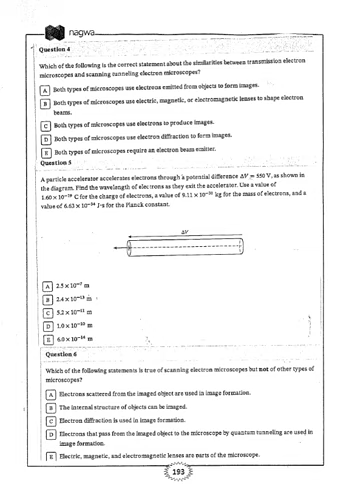 nagwa
Question 4
Which of the following is the correct statement about the similarities between transmission electron
microscopes and scanning tunneling electron microscopes?
A Both types of microscopes use electrons emitted from objects to form images.
B Both types of microscopes use electric, magnetic, or electromagnetic lenses to shape electron
beams.
C Both types of microscopes use electrons to produce images.
D Both types of microscopes use electron diffraction to form images.
E Both types of microscopes require an electron beam emitter.
Question 5
A particle accelerator accelerates electrons through a potential difference ΔV = 550 V, as shown in
the diagram. Find the wavelength of electrons as they exit the accelerator. Use a value of
1.60 × 10⁻¹⁹ C for the charge of electrons, a value of 9.11 × 10⁻³¹ kg for the mass of electrons, and a
value of 6.63 × 10⁻³⁴ J·s for the Planck constant.
ΔV
A 2.5 × 10⁻⁷ m
B 2.4 × 10⁻¹³ m
C 5.2 × 10⁻¹¹ m
D 1.0 × 10⁻¹⁰ m
E 6.0 × 10⁻¹⁴ m
Question 6
Which of the following statements is true of scanning electron microscopes but not of other types of
microscopes?
A Electrons scattered from the imaged object are used in image formation.
B The internal structure of objects can be imaged.
C Electron diffraction is used in image formation.
D Electrons that pass from the imaged object to the microscope by quantum tunneling are used in
image formation.
E Electric, magnetic, and electromagnetic lenses are parts of the microscope.
193